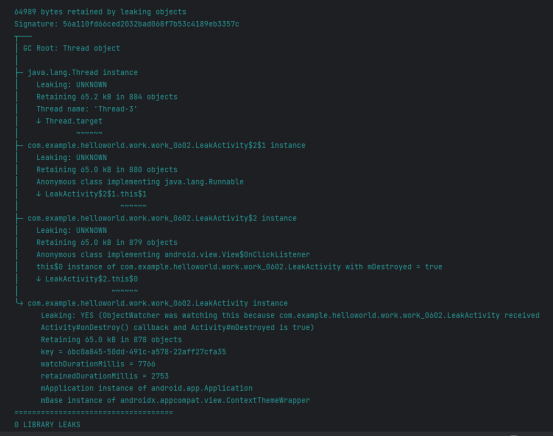 64989 bytes retained by leaking objects
Signature: 56a110fd66ced2032bad068f7b53c4189eb3357c
┬───
│ GC Root: Thread object
│
├─ java.lang.Thread instance
│    Leaking: UNKNOWN
│    Retaining 65.2 kB in 884 objects
│    Thread name: 'Thread-3'
│    ↓ Thread.target
│             ~~~~~~
├─ com.example.helloworld.work.work_0602.LeakActivity$2$1 instance
│    Leaking: UNKNOWN
│    Retaining 65.0 kB in 880 objects
│    Anonymous class implementing java.lang.Runnable
│    ↓ LeakActivity$2$1.this$1
│                       ~~~~~~
├─ com.example.helloworld.work.work_0602.LeakActivity$2 instance
│    Leaking: UNKNOWN
│    Retaining 65.0 kB in 879 objects
│    Anonymous class implementing android.view.View$OnClickListener
│    this$0 instance of com.example.helloworld.work.work_0602.LeakActivity with mDestroyed = true
│    ↓ LeakActivity$2.this$0
│                     ~~~~~~
╰→ com.example.helloworld.work.work_0602.LeakActivity instance
     Leaking: YES (ObjectWatcher was watching this because com.example.helloworld.work.work_0602.LeakActivity received
     Activity#onDestroy() callback and Activity#mDestroyed is true)
     Retaining 65.0 kB in 878 objects
     key = 6bc0a845-50dd-491c-a578-22aff27cfa35
     watchDurationMillis = 7766
     retainedDurationMillis = 2753
     mApplication instance of android.app.Application
     mBase instance of androidx.appcompat.view.ContextThemeWrapper
====================================
0 LIBRARY LEAKS